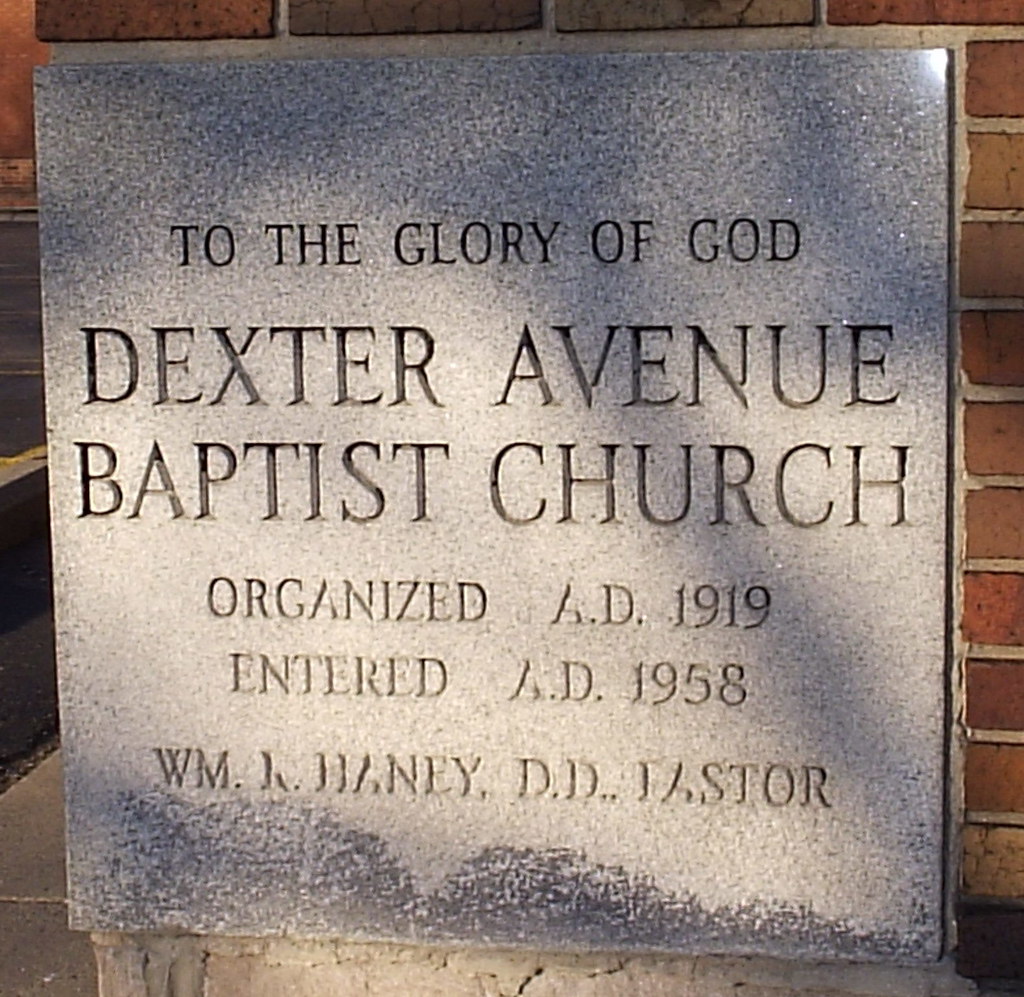 TO THE GLORY OF GOD
DEXTER AVENUE
BAPTIST CHURCH
ORGANIZED A.D. 1919
ENTERED A.D. 1958
WM. R. HANEY, D.D., PASTOR